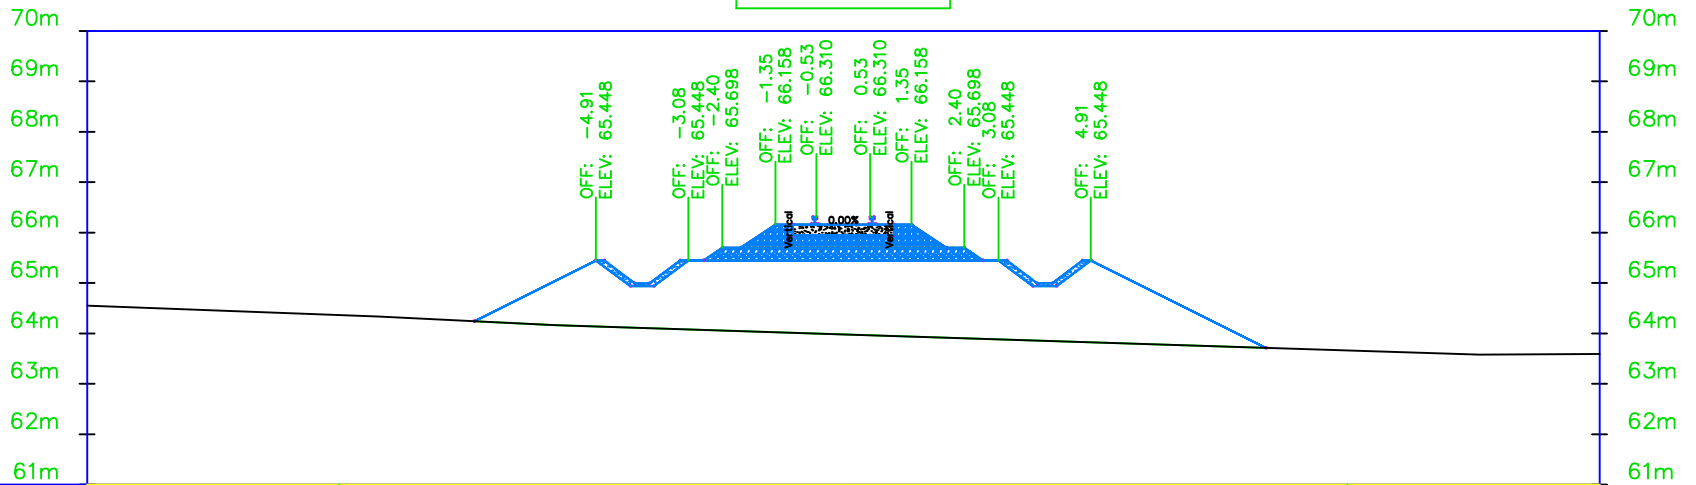 70m
69m
68m
67m
66m
65m
64m
63m
62m
61m
OFF: -4.91
ELEV: 65.448
OFF: -3.08
ELEV: 65.448
OFF: -2.40
ELEV: 65.698
OFF: -1.35
ELEV: 66.158
OFF: -0.53
ELEV: 66.310
OFF: 0.53
ELEV: 66.310
OFF: 1.35
ELEV: 66.158
OFF: 2.40
ELEV: 65.698
OFF: 3.08
ELEV: 65.448
OFF: 4.91
ELEV: 65.448
Vertical
0.00%
Vertical
70m
69m
68m
67m
66m
65m
64m
63m
62m
61m